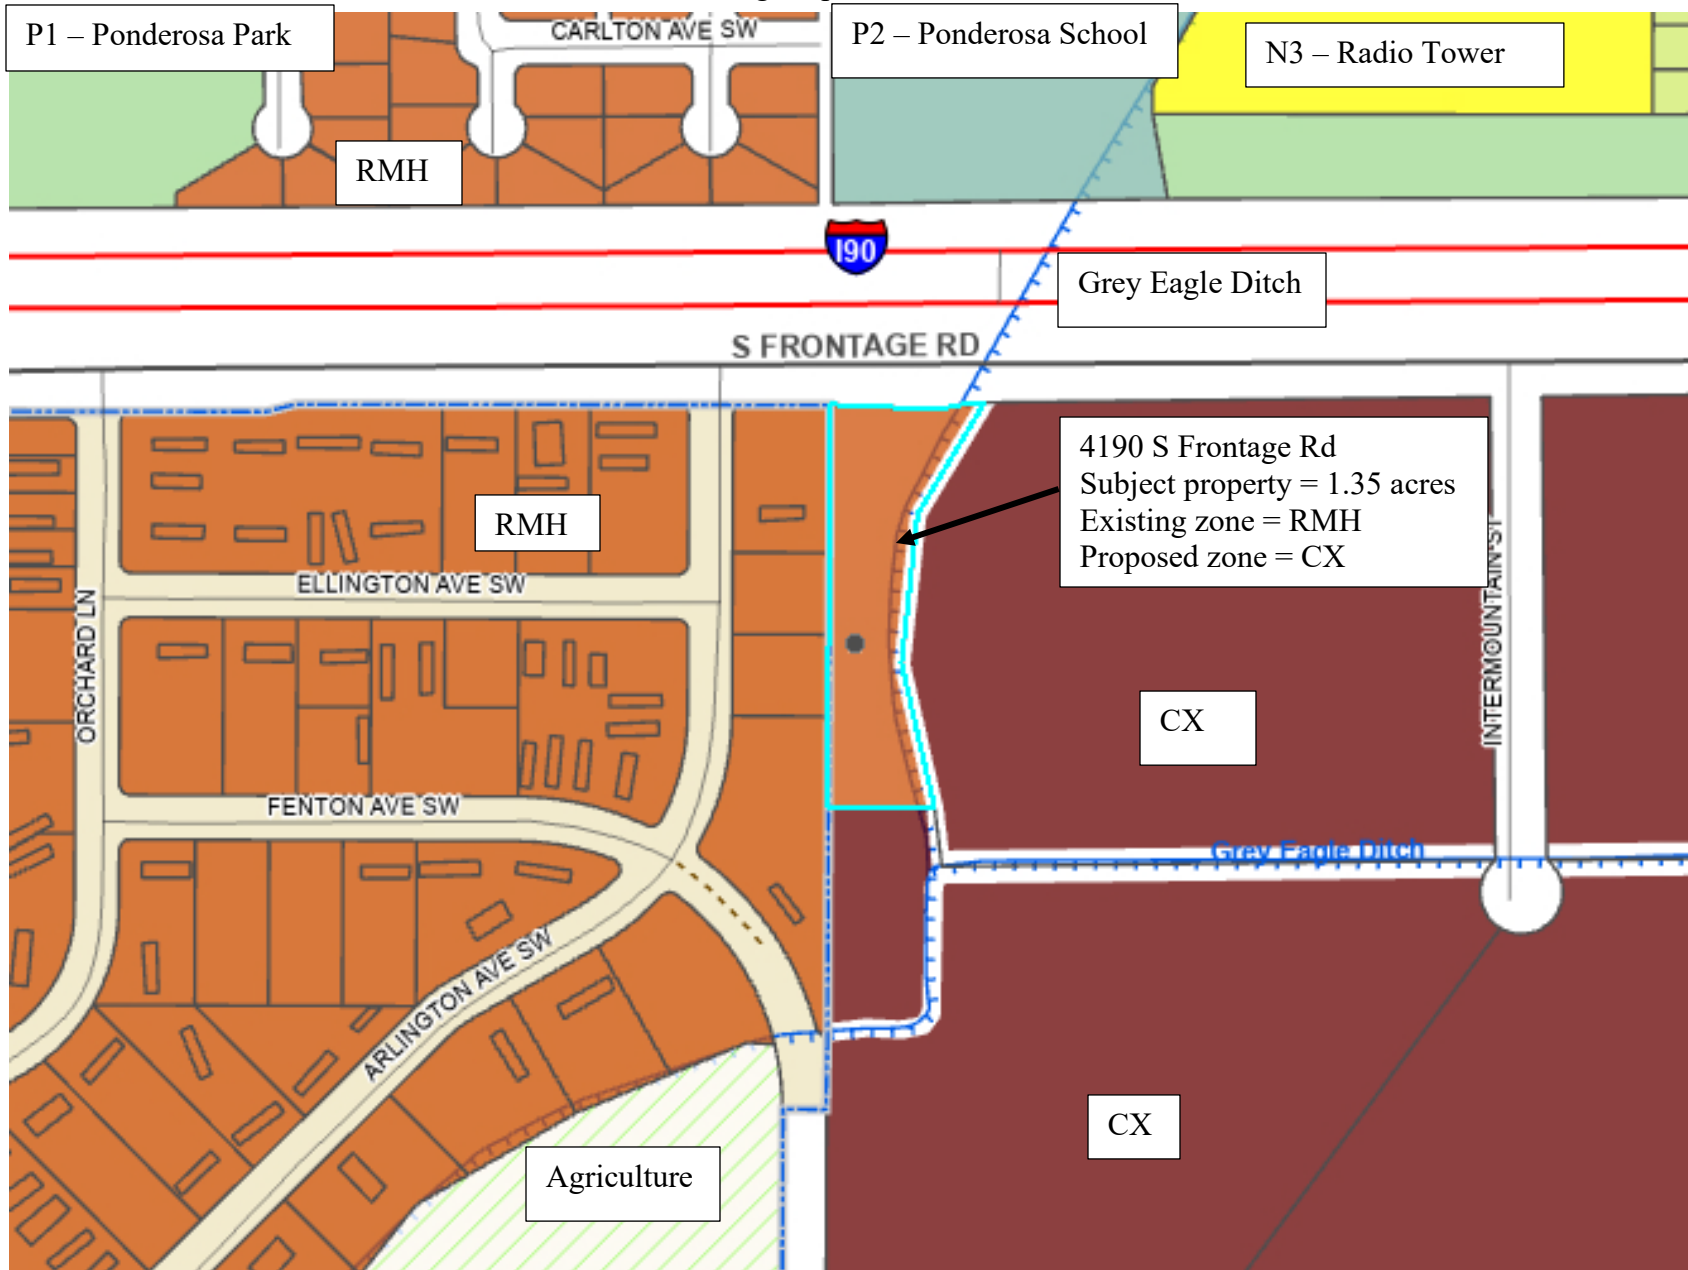 P1 – Ponderosa Park
CARLTON AVE SW
P2 – Ponderosa School
N3 – Radio Tower
RMH
I90
Grey Eagle Ditch
S FRONTAGE RD
4190 S Frontage Rd
Subject property = 1.35 acres
Existing zone = RMH
Proposed zone = CX
RMH
ELLINGTON AVE SW
ORCHARD LN
INTERMOUNTAIN ST
CX
FENTON AVE SW
Grey Eagle Ditch
ARLINGTON AVE SW
CX
Agriculture